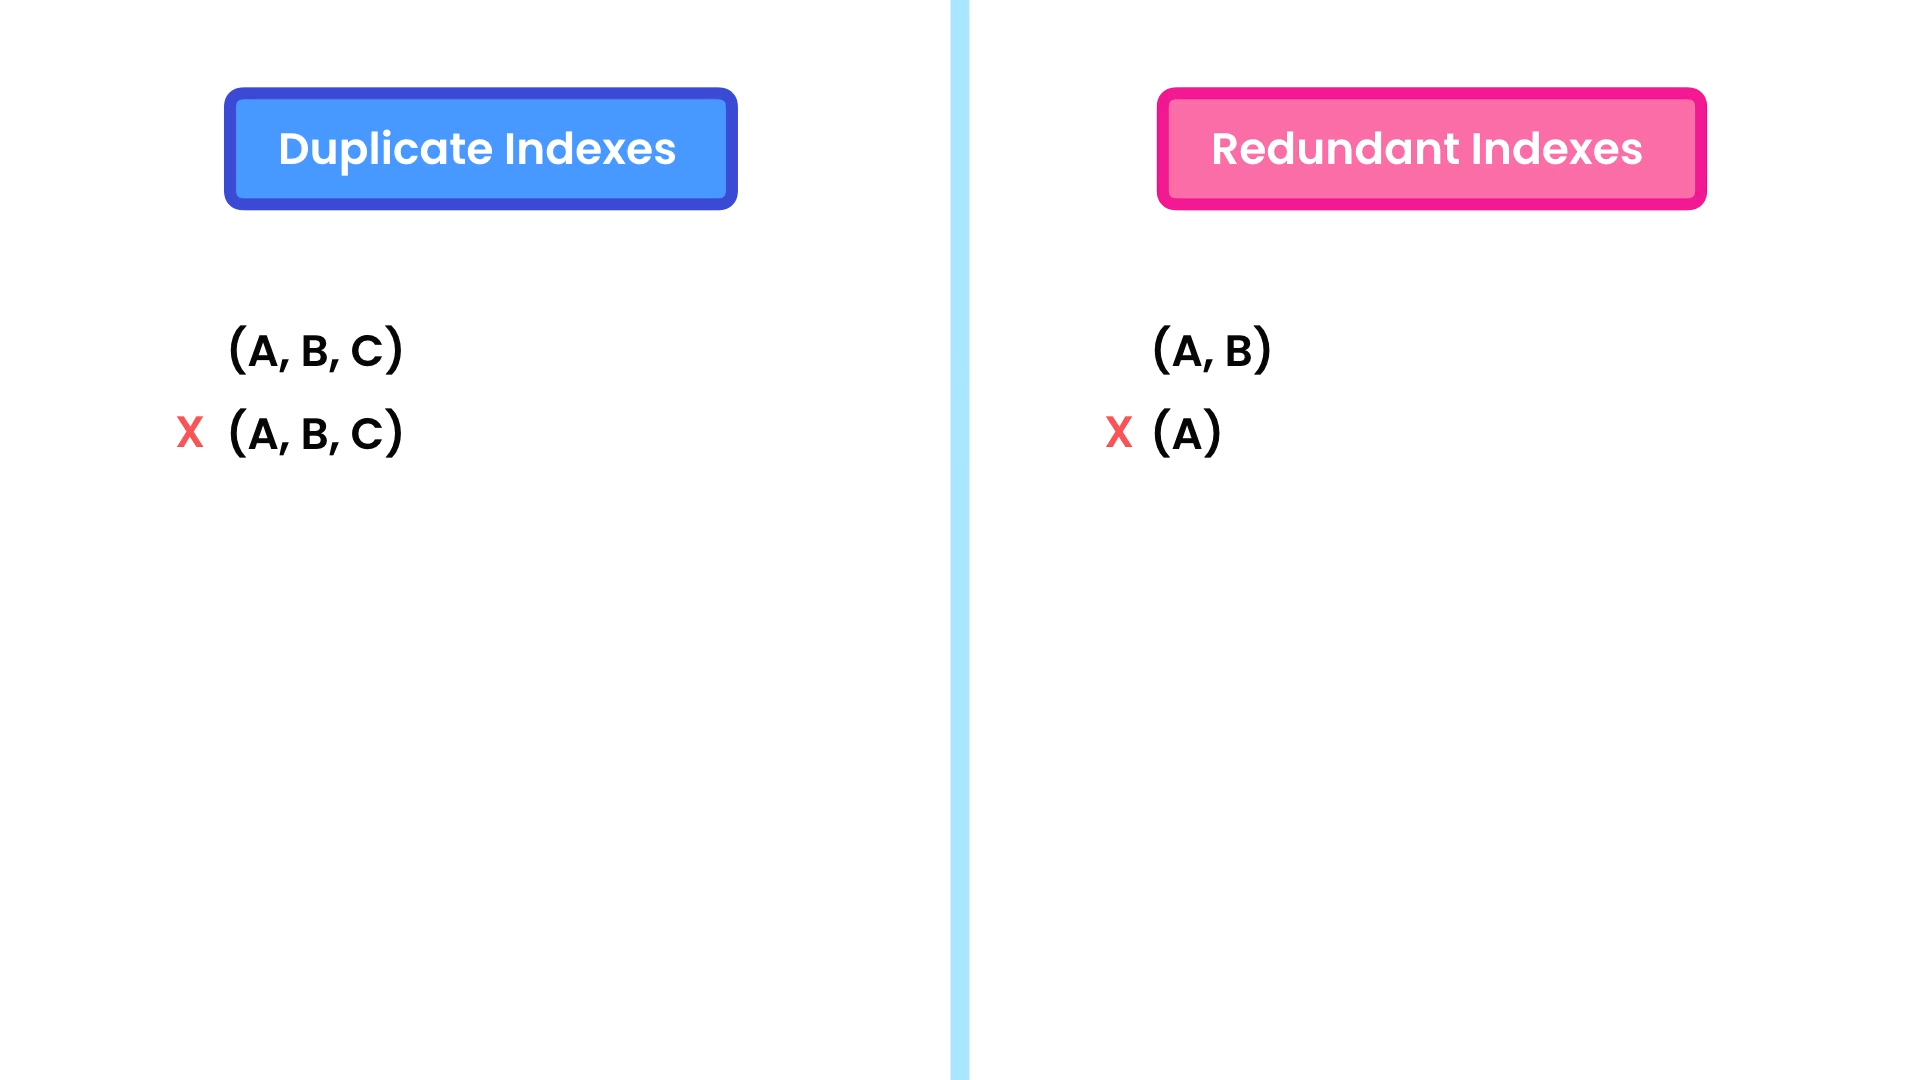 Duplicate Indexes
(A, B, C)
X (A, B, C)
Redundant Indexes
(A, B)
X (A)